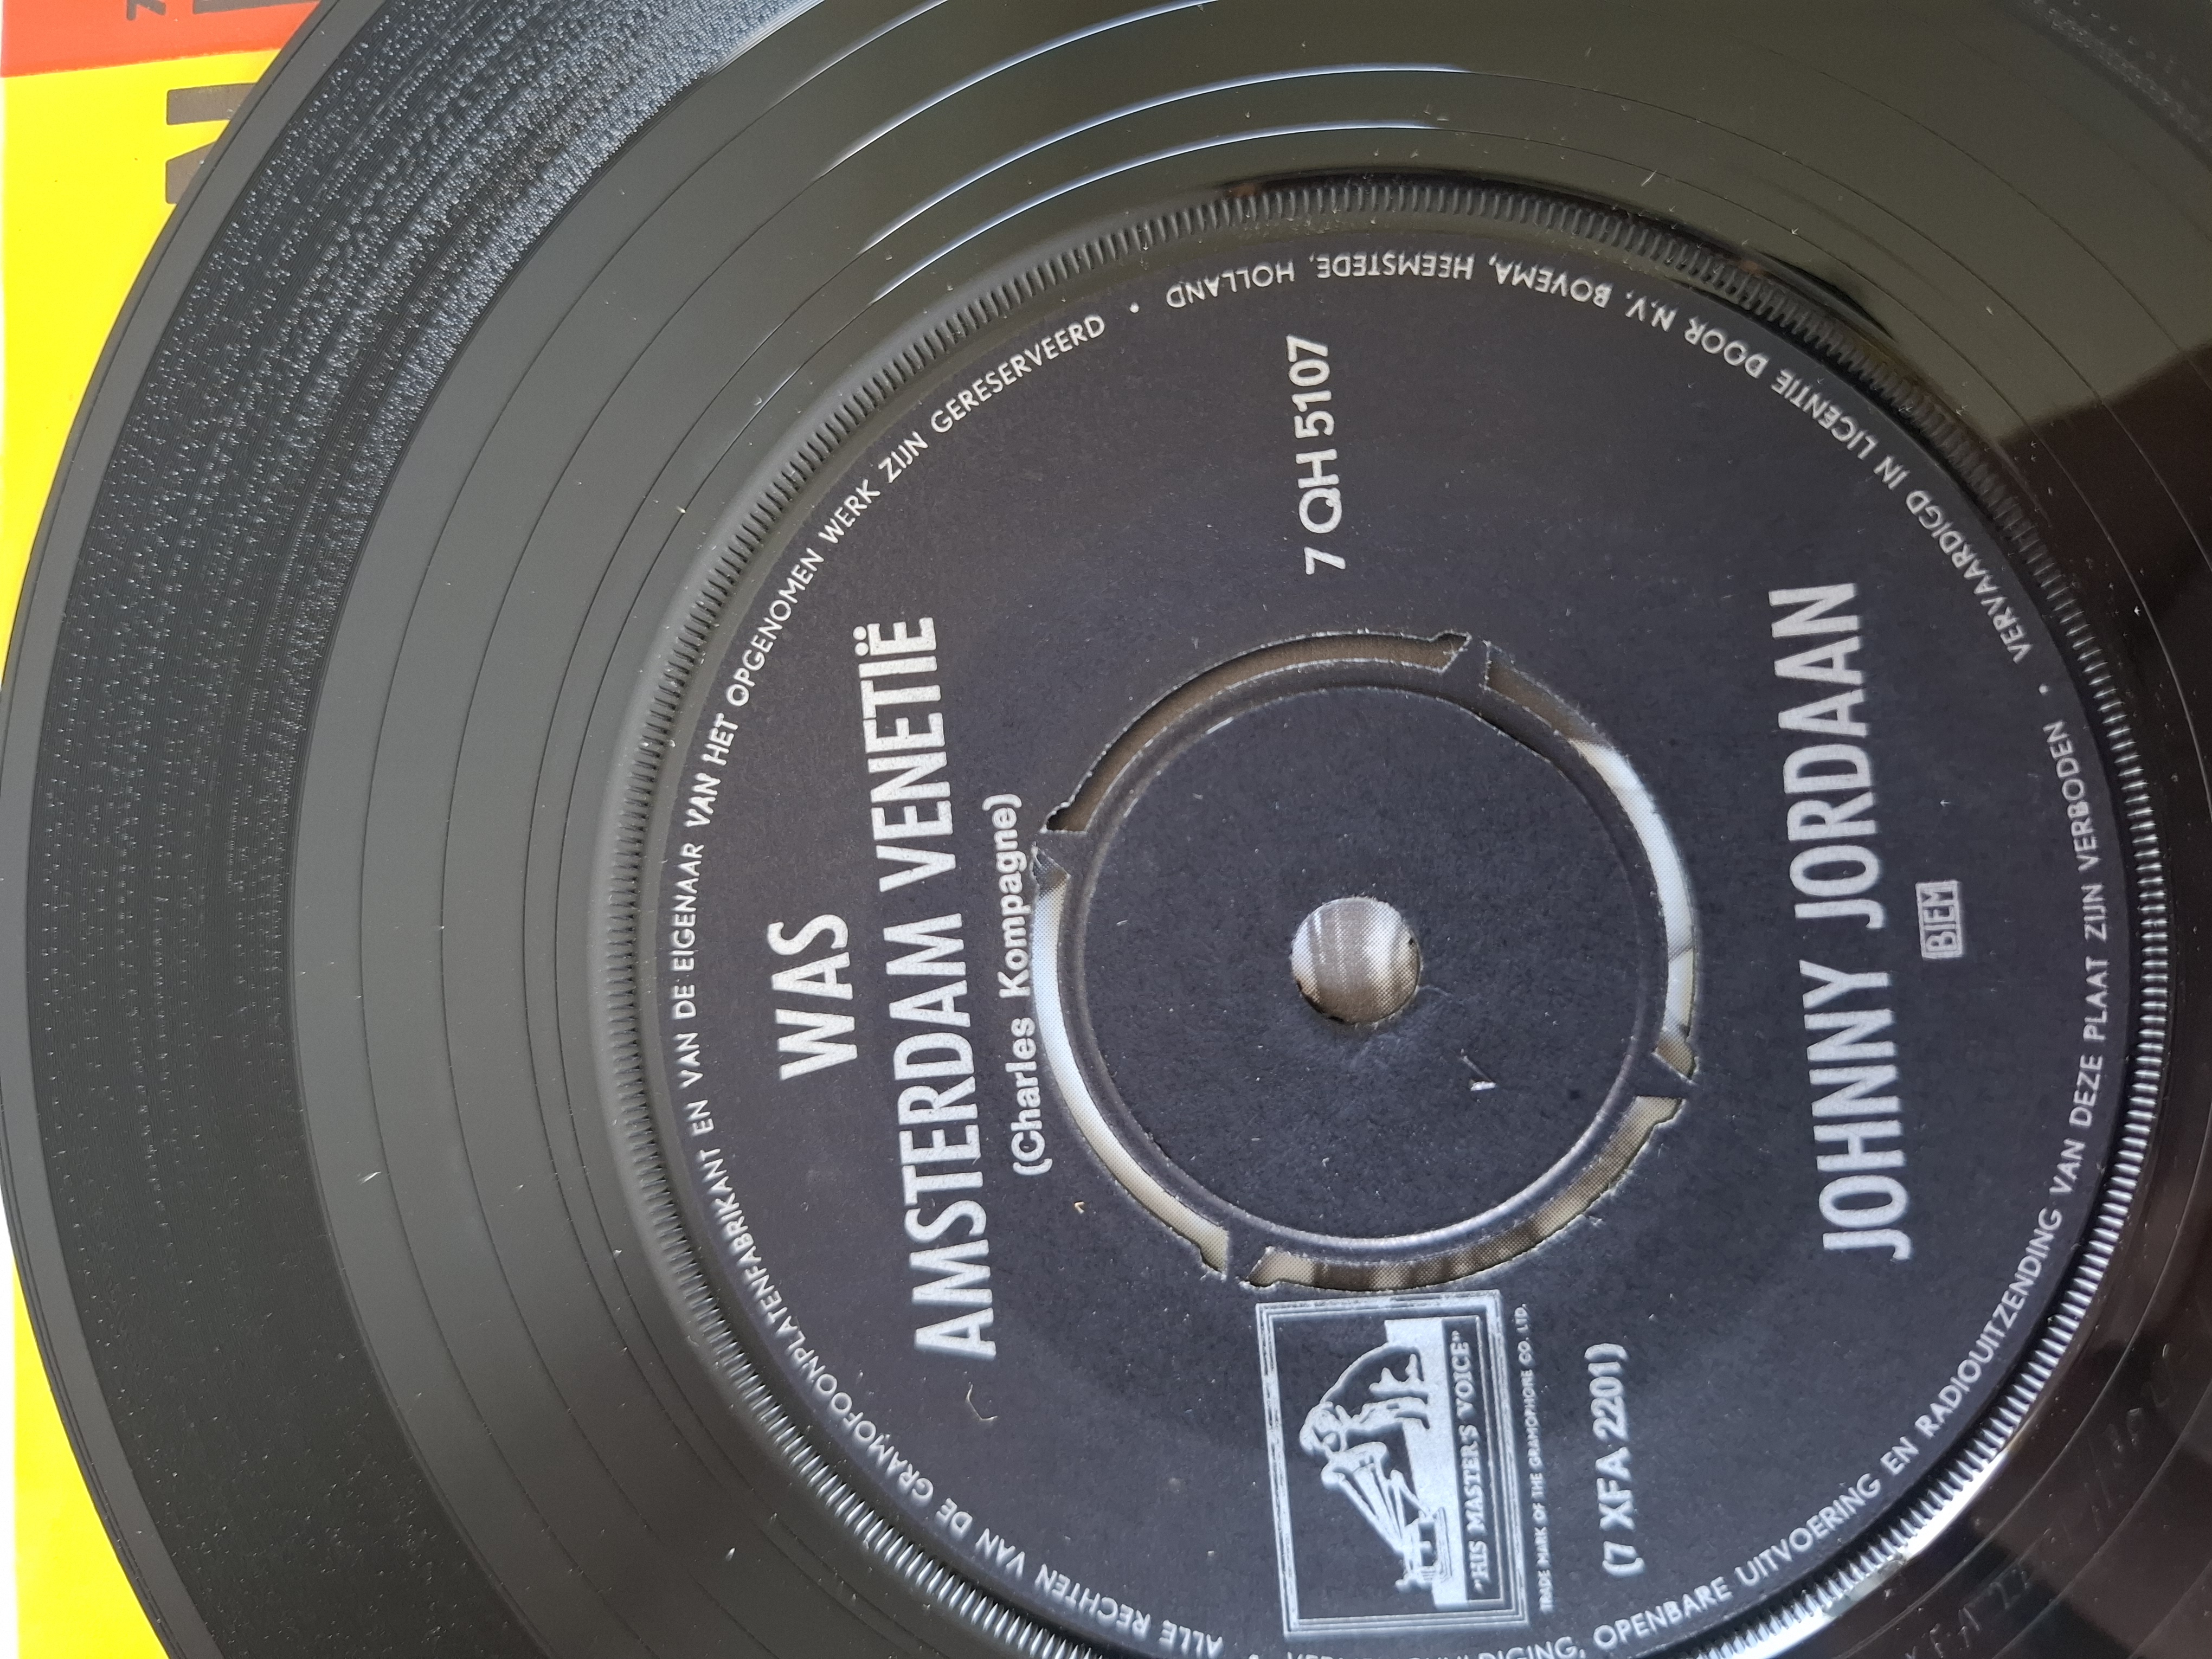 WAS
AMSTERDAM VENETIË
(Charles Kompagne)
"HIS MASTER'S VOICE"
TRADE MARK OF THE GRAMOPHONE CO. LTD.
(7 XFA 2201)
7 QH 5107
JOHNNY JORDAAN
BIEM
ALLE RECHTEN VAN DE GRAMOFOONPLATENFABRIKANT EN VAN DE EIGENAAR VAN HET OPGENOMEN WERK ZIJN GERESERVEERD •
OPENBARE UITVOERING EN RADIOUITZENDING VAN DEZE PLAAT ZIJN VERBODEN •
VERVAARDIGD IN LICENTIE DOOR N.V. BOVEMA, HEEMSTEDE, HOLLAND •